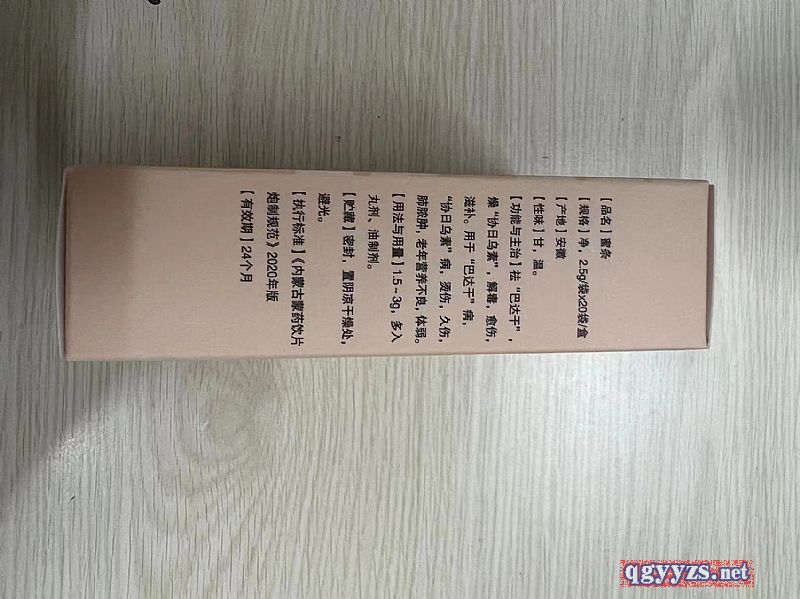 【品名】蜜条
【规格】净，2.5g/袋x20袋/盒
【产地】安徽
【性味】甘，温。
【功能与主治】祛“巴达干”，
燥“协日乌素”，解毒，愈伤，
滋补。用于“巴达干”病，
“协日乌素”病，烫伤，久伤，
肺脓肿，老年营养不良，体弱。
【用法与用量】1.5~3g，多入
丸剂、油制剂。
【贮藏】密封，置阴凉干燥处，
避光。
【执行标准】《内蒙古蒙药饮片
炮制规范》2020年版
【有效期】24个月
qgyyzs.net